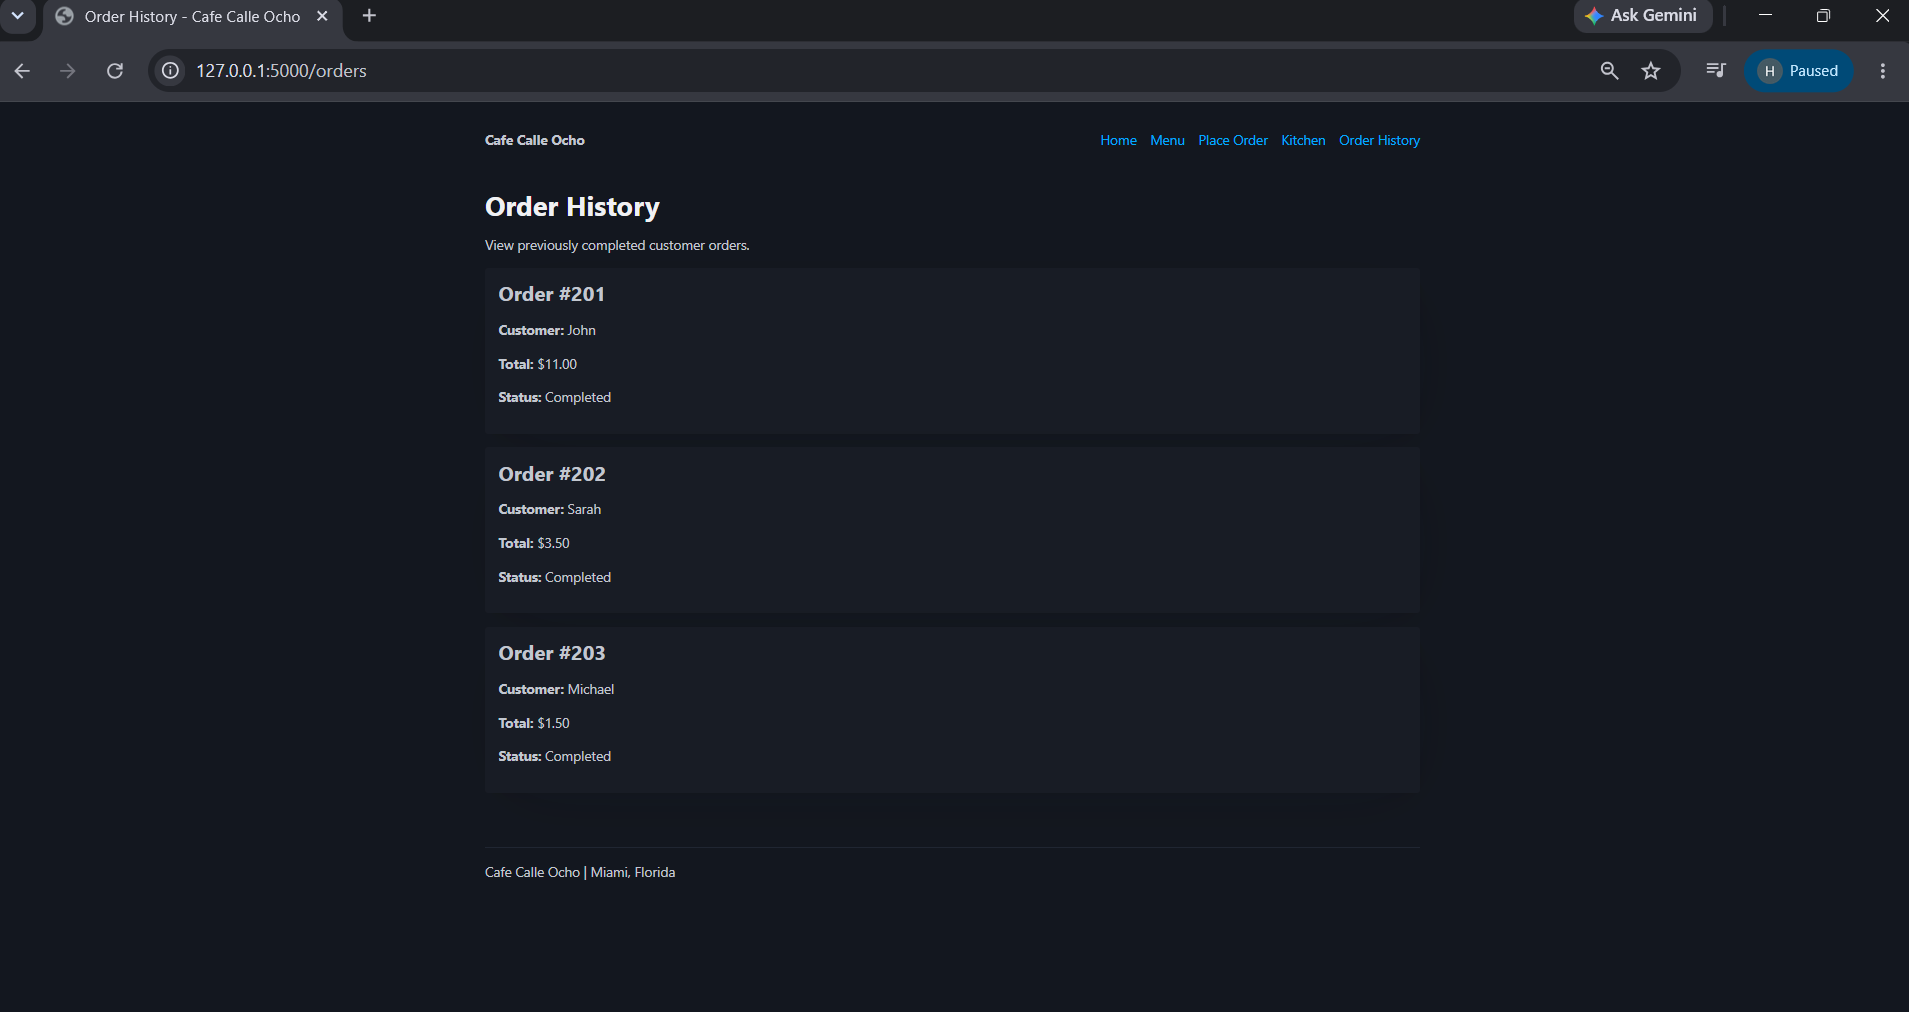 Order History - Cafe Calle Ocho
Ask Gemini
127.0.0.1:5000/orders
H Paused
Cafe Calle Ocho
Home Menu Place Order Kitchen Order History
Order History
View previously completed customer orders.
Order #201
Customer: John
Total: $11.00
Status: Completed
Order #202
Customer: Sarah
Total: $3.50
Status: Completed
Order #203
Customer: Michael
Total: $1.50
Status: Completed
Cafe Calle Ocho | Miami, Florida